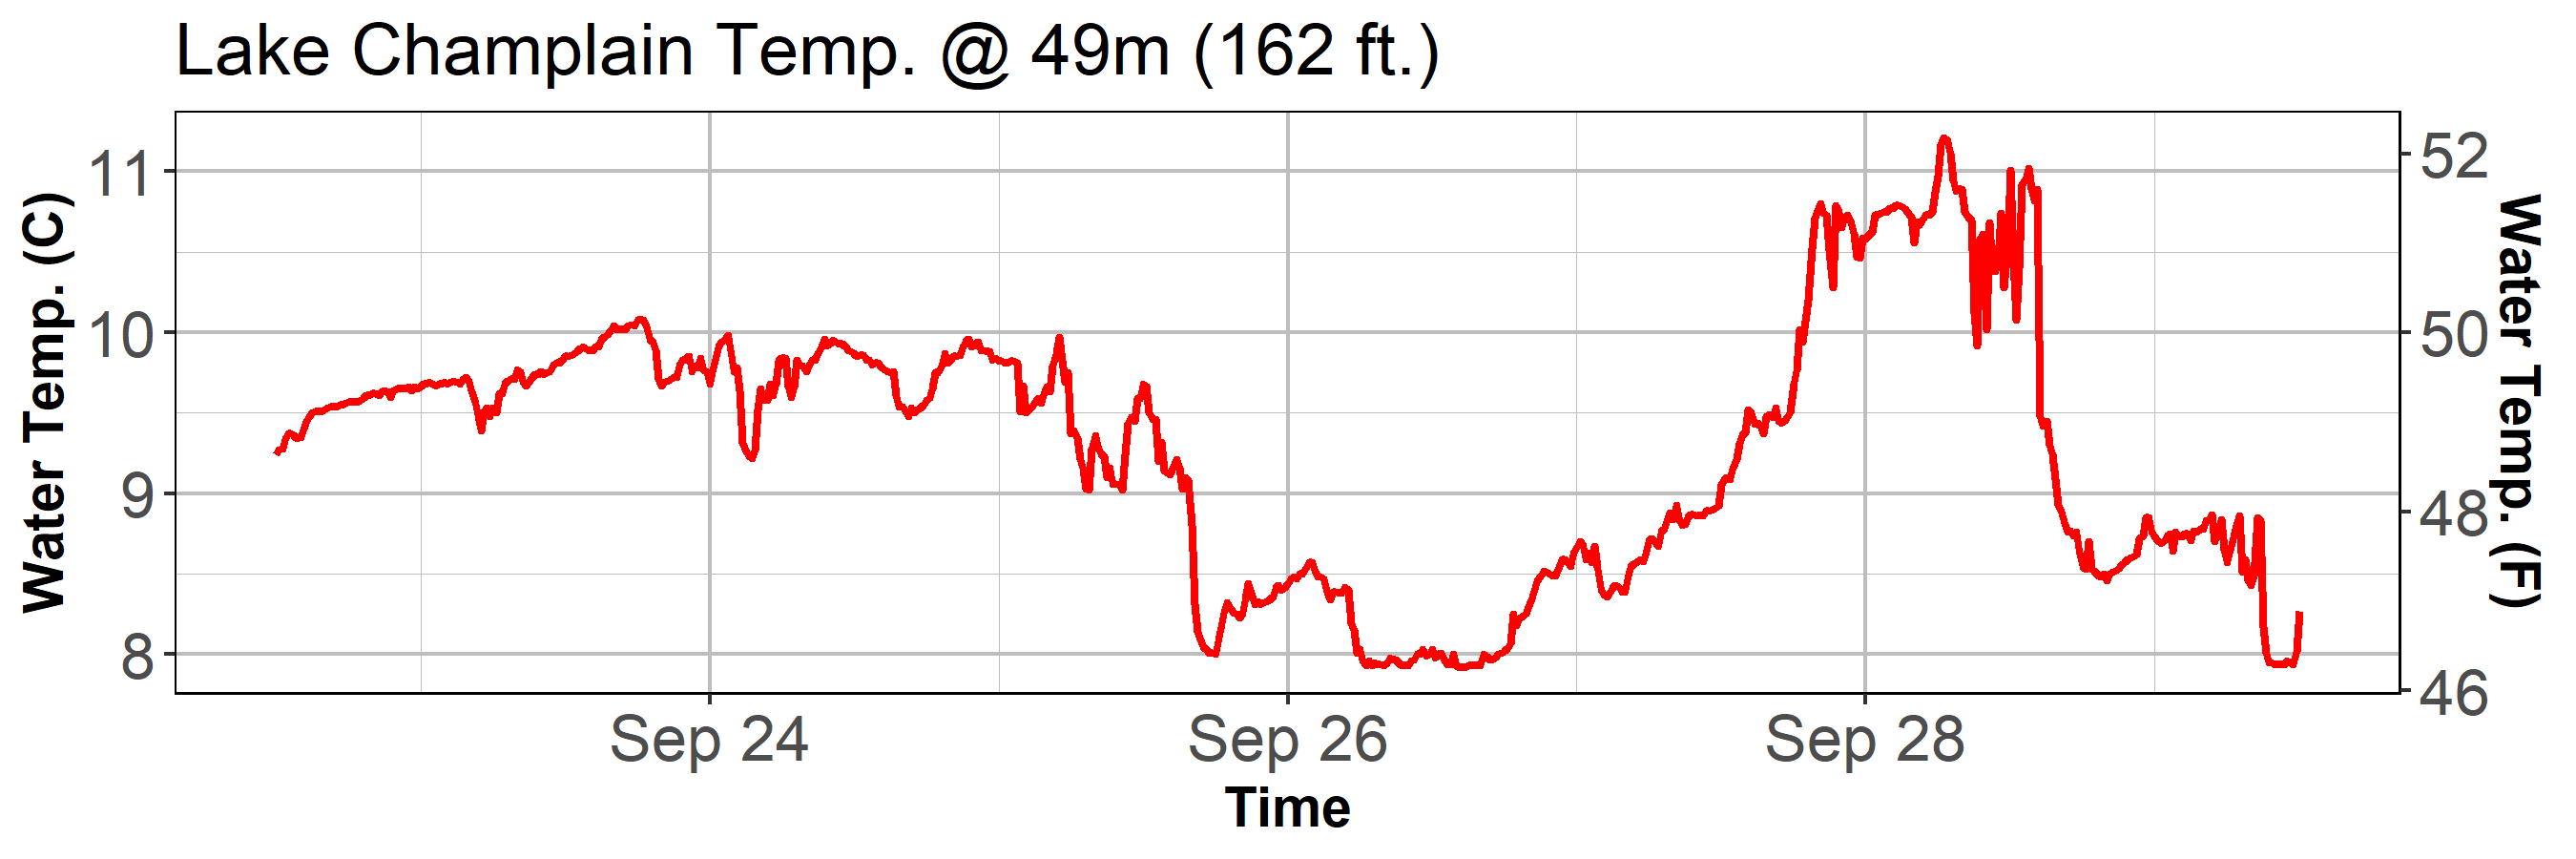 Lake Champlain Temp. @ 49m (162 ft.)
Water Temp. (C)
11
10
9
8
52
50
48
46
Water Temp. (F)
Sep 24
Sep 26
Sep 28
Time